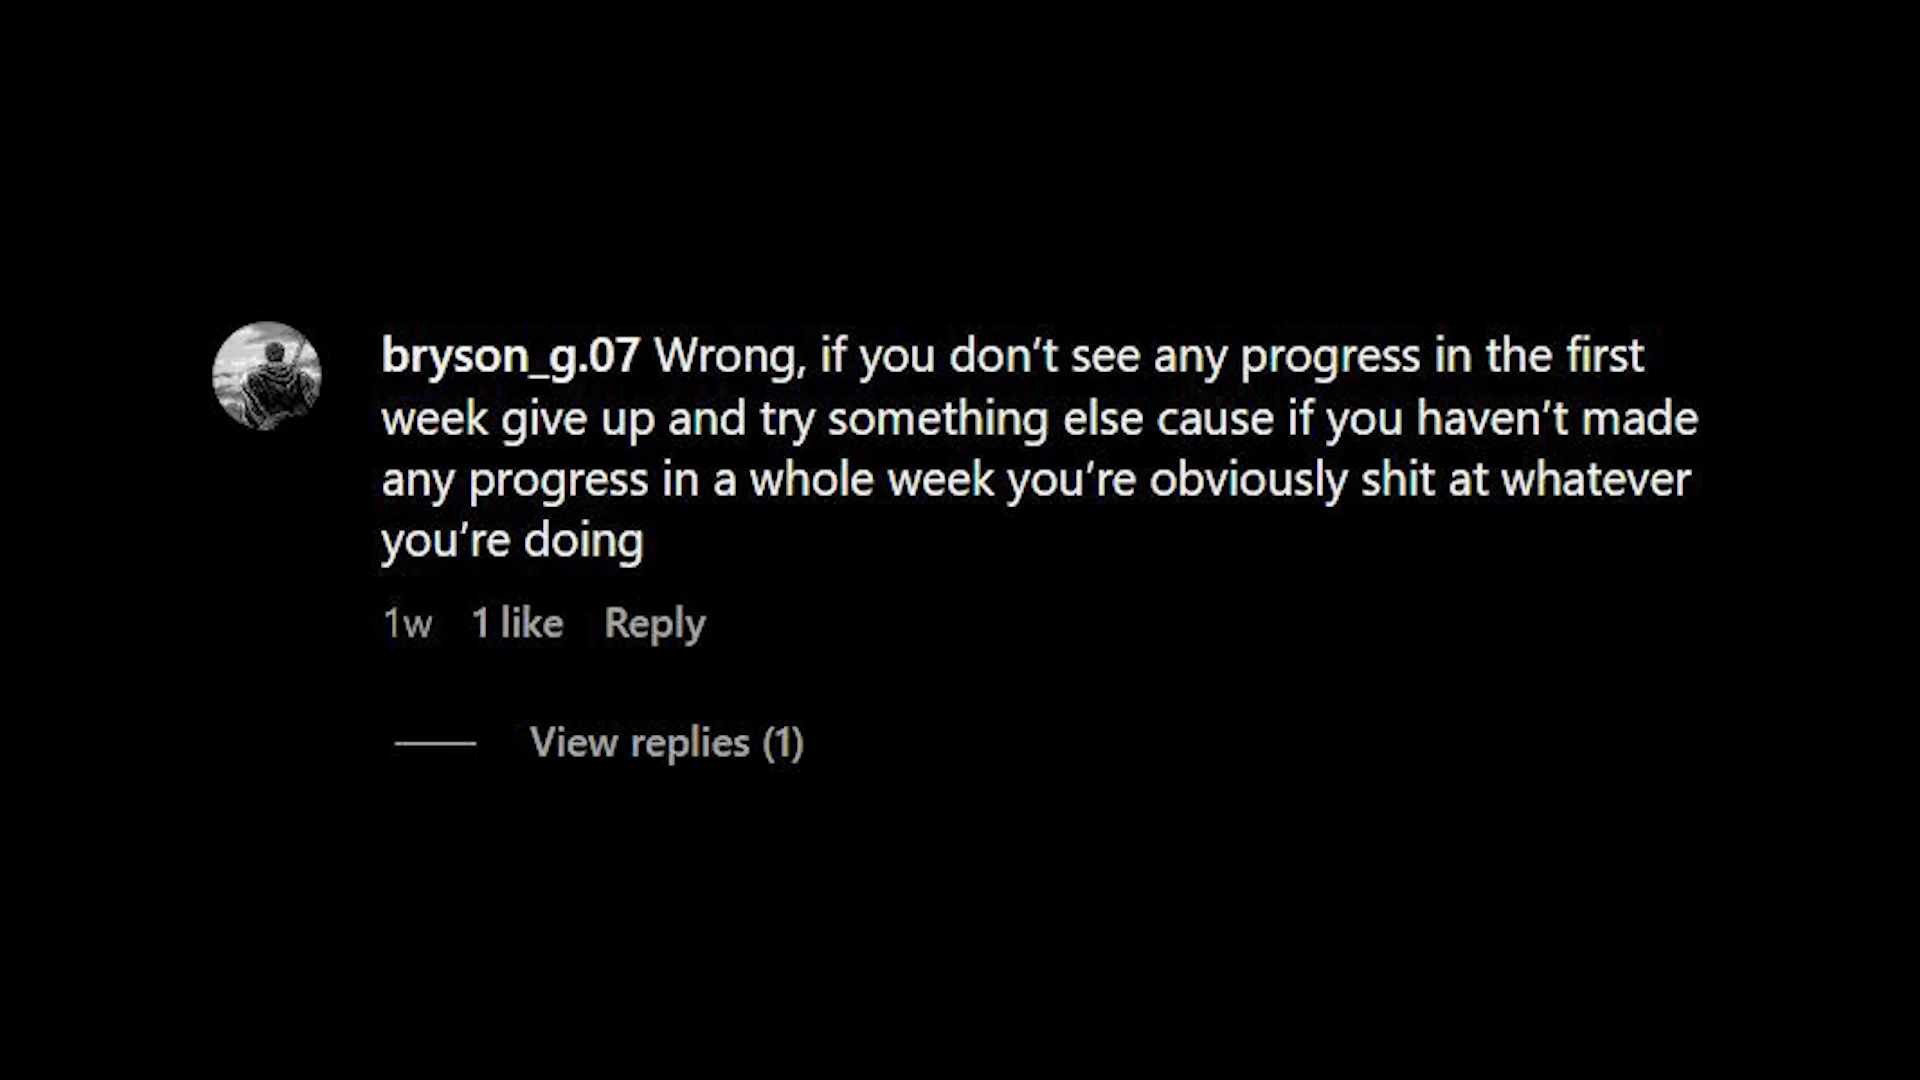 bryson_g.07 Wrong, if you don’t see any progress in the first
week give up and try something else cause if you haven’t made
any progress in a whole week you’re obviously shit at whatever
you’re doing
1w 1 like Reply
View replies (1)